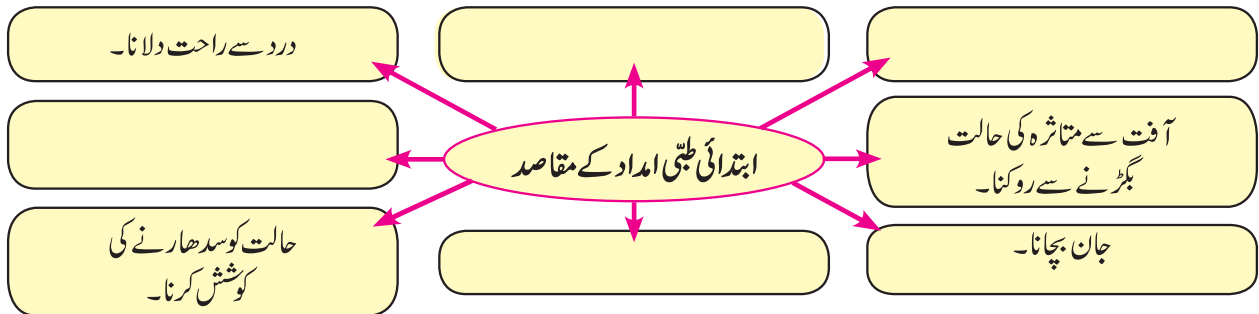 درد سے راحت دلانا۔
آفت سے متاثرہ کی حالت
بگڑنے سے روکنا۔
ابتدائی طبّی امداد کے مقاصد
حالت کو سدھارنے کی
کوشش کرنا۔
جان بچانا۔